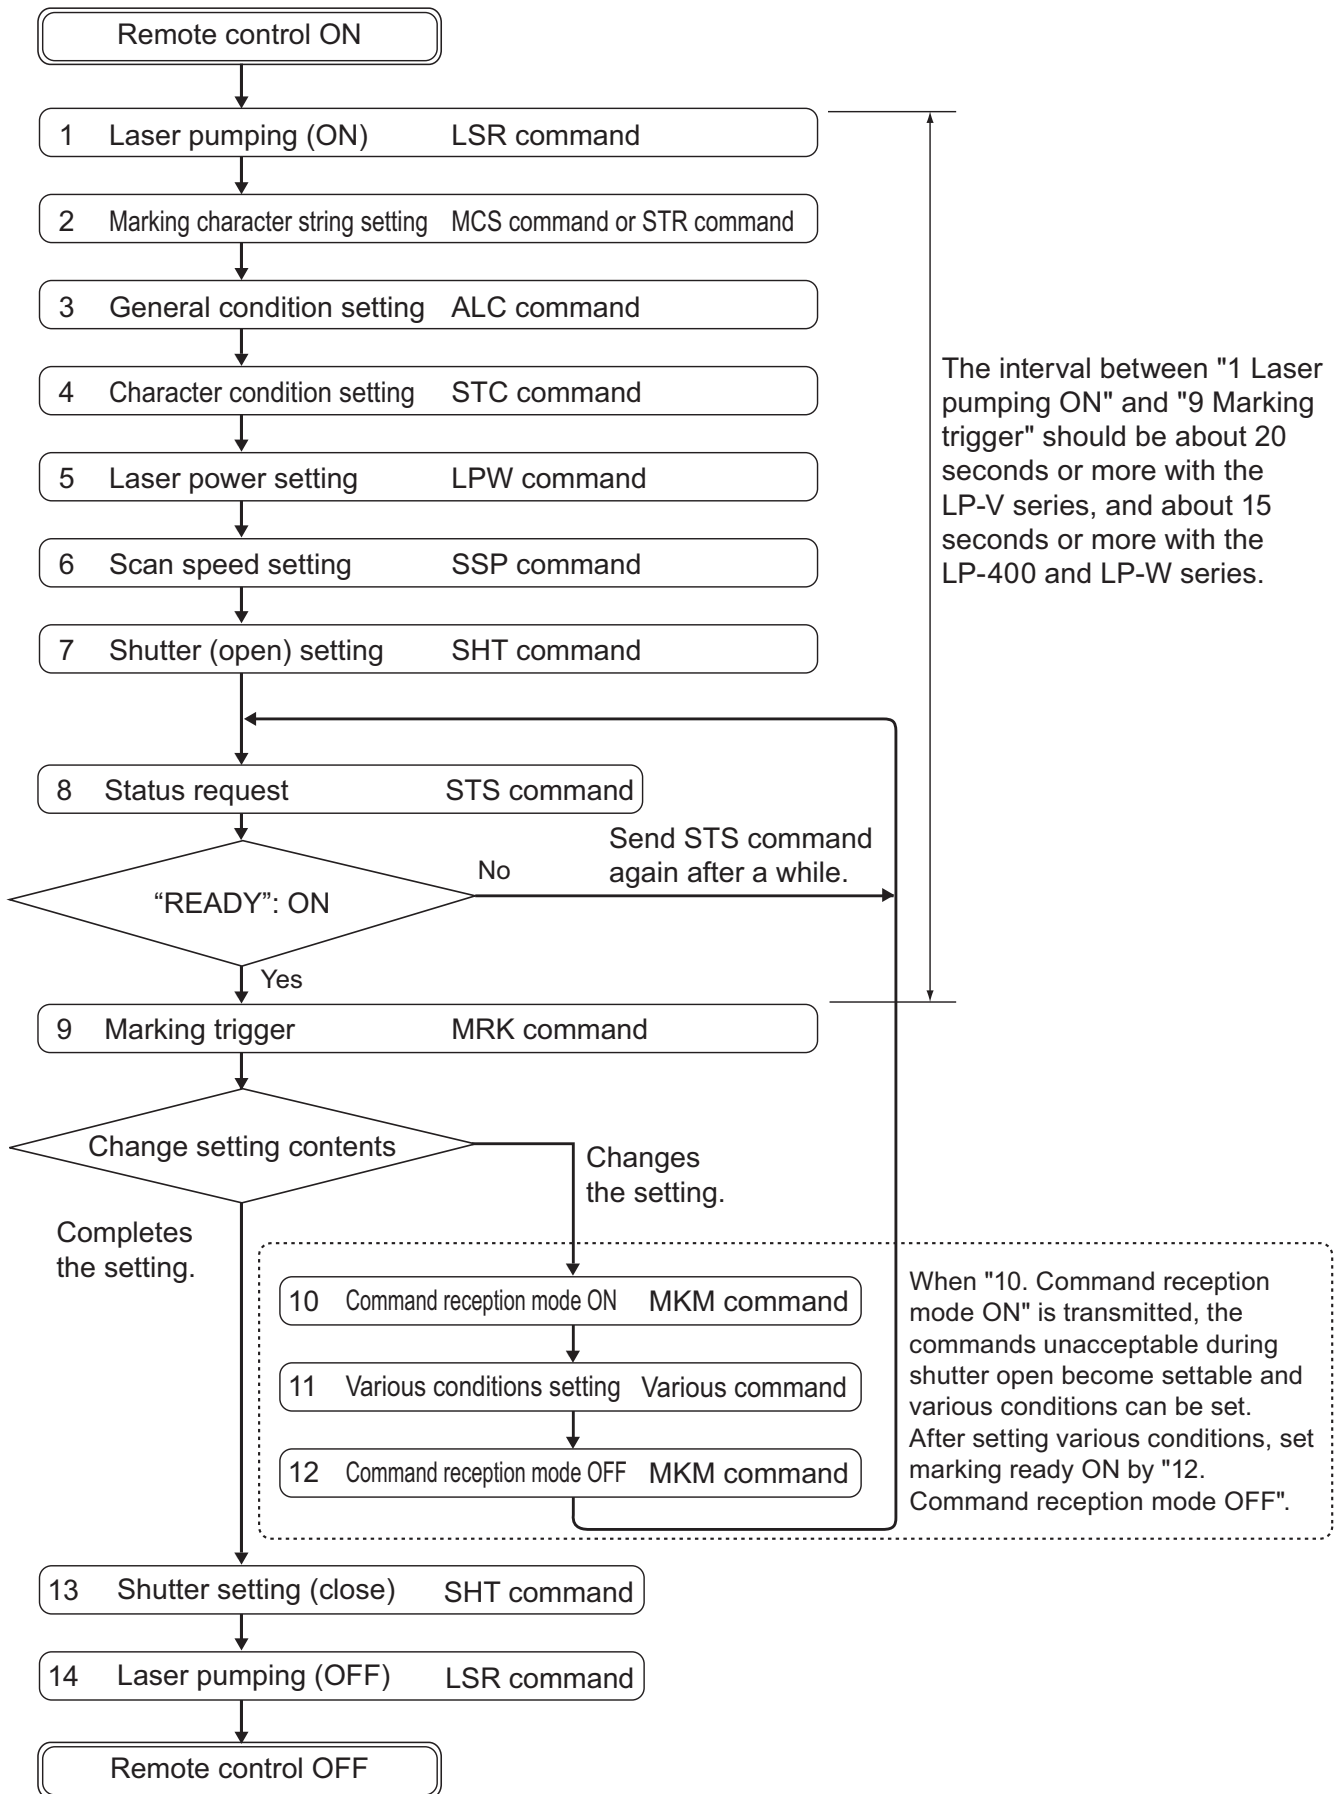 Remote control ON
1 Laser pumping (ON) LSR command
2 Marking character string setting MCS command or STR command
3 General condition setting ALC command
4 Character condition setting STC command
5 Laser power setting LPW command
6 Scan speed setting SSP command
7 Shutter (open) setting SHT command
The interval between "1 Laser
pumping ON" and "9 Marking
trigger" should be about 20
seconds or more with the
LP-V series, and about 15
seconds or more with the
LP-400 and LP-W series.
8 Status request STS command
“READY”: ON
No
Send STS command
again after a while.
Yes
9 Marking trigger MRK command
Change setting contents
Changes
the setting.
Completes
the setting.
10 Command reception mode ON MKM command
11 Various conditions setting Various command
12 Command reception mode OFF MKM command
When "10. Command reception
mode ON" is transmitted, the
commands unacceptable during
shutter open become settable and
various conditions can be set.
After setting various conditions, set
marking ready ON by "12.
Command reception mode OFF".
13 Shutter setting (close) SHT command
14 Laser pumping (OFF) LSR command
Remote control OFF